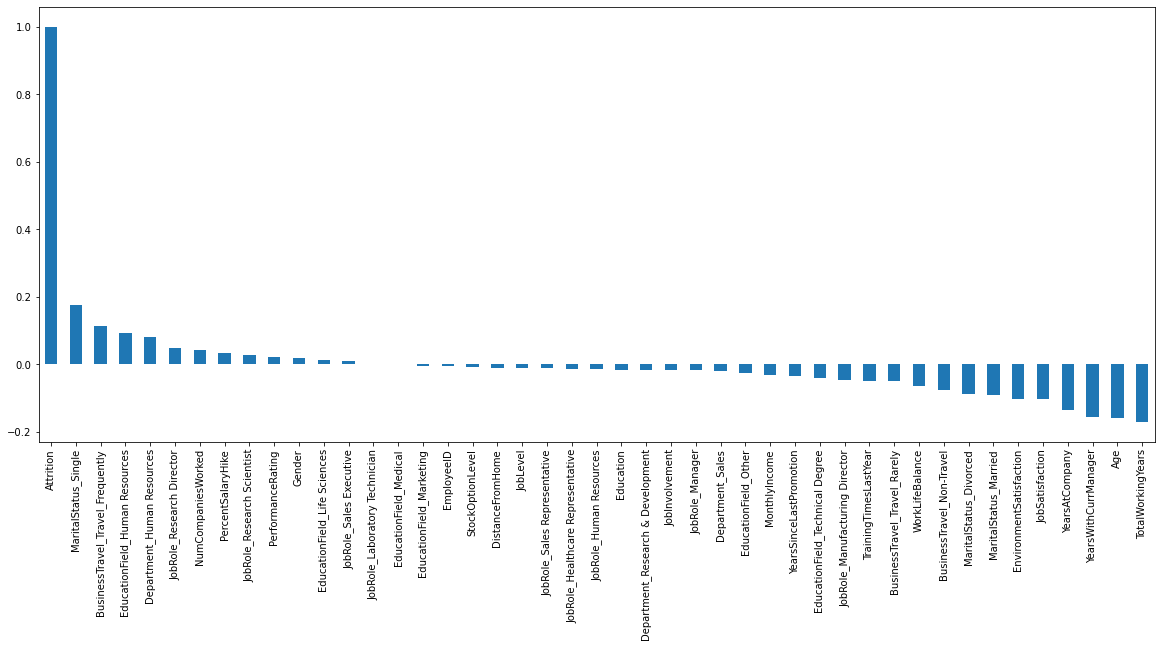 1.0
0.8
0.6
0.4
0.2
0.0
−0.2
Attrition
MaritalStatus_Single
BusinessTravel_Travel_Frequently
EducationField_Human Resources
Department_Human Resources
JobRole_Research Director
NumCompaniesWorked
PercentSalaryHike
JobRole_Research Scientist
PerformanceRating
Gender
EducationField_Life Sciences
JobRole_Sales Executive
JobRole_Laboratory Technician
EducationField_Medical
EducationField_Marketing
EmployeeID
StockOptionLevel
DistanceFromHome
JobLevel
JobRole_Sales Representative
JobRole_Healthcare Representative
JobRole_Human Resources
Education
Department_Research & Development
JobInvolvement
JobRole_Manager
Department_Sales
EducationField_Other
MonthlyIncome
YearsSinceLastPromotion
EducationField_Technical Degree
JobRole_Manufacturing Director
TrainingTimesLastYear
BusinessTravel_Travel_Rarely
WorkLifeBalance
BusinessTravel_Non-Travel
MaritalStatus_Divorced
MaritalStatus_Married
EnvironmentSatisfaction
JobSatisfaction
YearsAtCompany
YearsWithCurrManager
Age
TotalWorkingYears